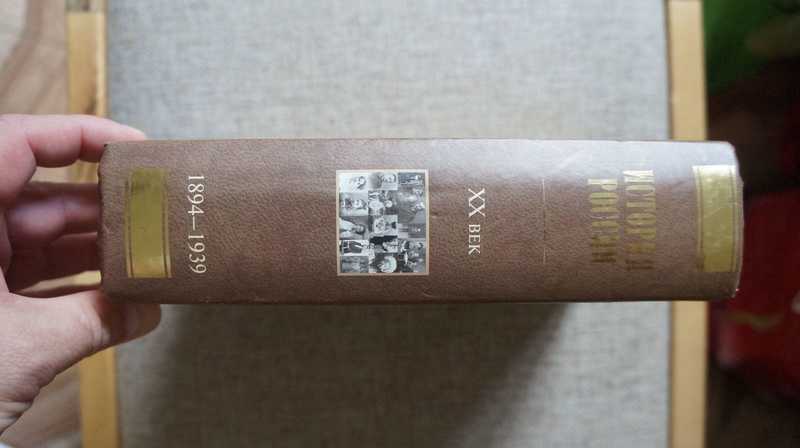 ИСТОРИЯ
РОССИИ
XX ВЕК
1894–1939